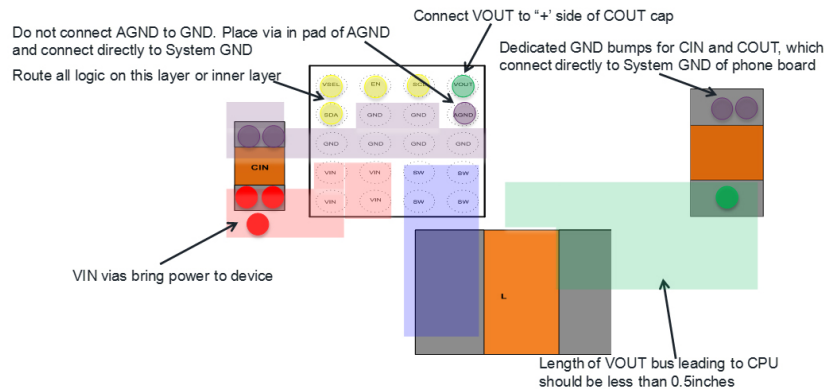 Connect VOUT to “+’ side of COUT cap
Do not connect AGND to GND. Place via in pad of AGND
and connect directly to System GND
Dedicated GND bumps for CIN and COUT, which
connect directly to System GND of phone board
Route all logic on this layer or inner layer
VSEL EN SCL VOUT
SDA GND GND AGND
GND GND GND GND
CIN
VIN VIN SW SW
VIN VIN SW SW
VIN vias bring power to device
L
Length of VOUT bus leading to CPU
should be less than 0.5inches